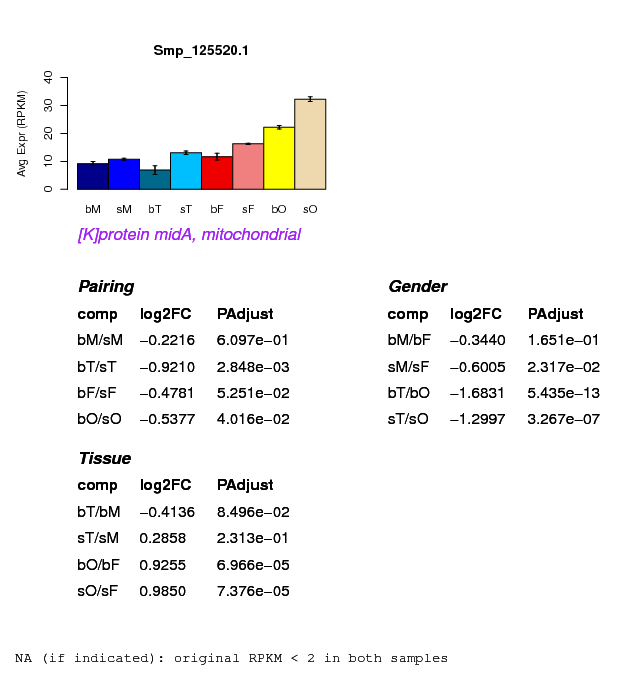 Smp_125520.1
Avg Expr (RPKM)
0 10 20 30 40
bM sM bT sT bF sF bO sO
[K]protein midA, mitochondrial
Pairing
comp log2FC PAdjust
bM/sM −0.2216 6.097e−01
bT/sT −0.9210 2.848e−03
bF/sF −0.4781 5.251e−02
bO/sO −0.5377 4.016e−02
Gender
comp log2FC PAdjust
bM/bF −0.3440 1.651e−01
sM/sF −0.6005 2.317e−02
bT/bO −1.6831 5.435e−13
sT/sO −1.2997 3.267e−07
Tissue
comp log2FC PAdjust
bT/bM −0.4136 8.496e−02
sT/sM 0.2858 2.313e−01
bO/bF 0.9255 6.966e−05
sO/sF 0.9850 7.376e−05
NA (if indicated): original RPKM < 2 in both samples